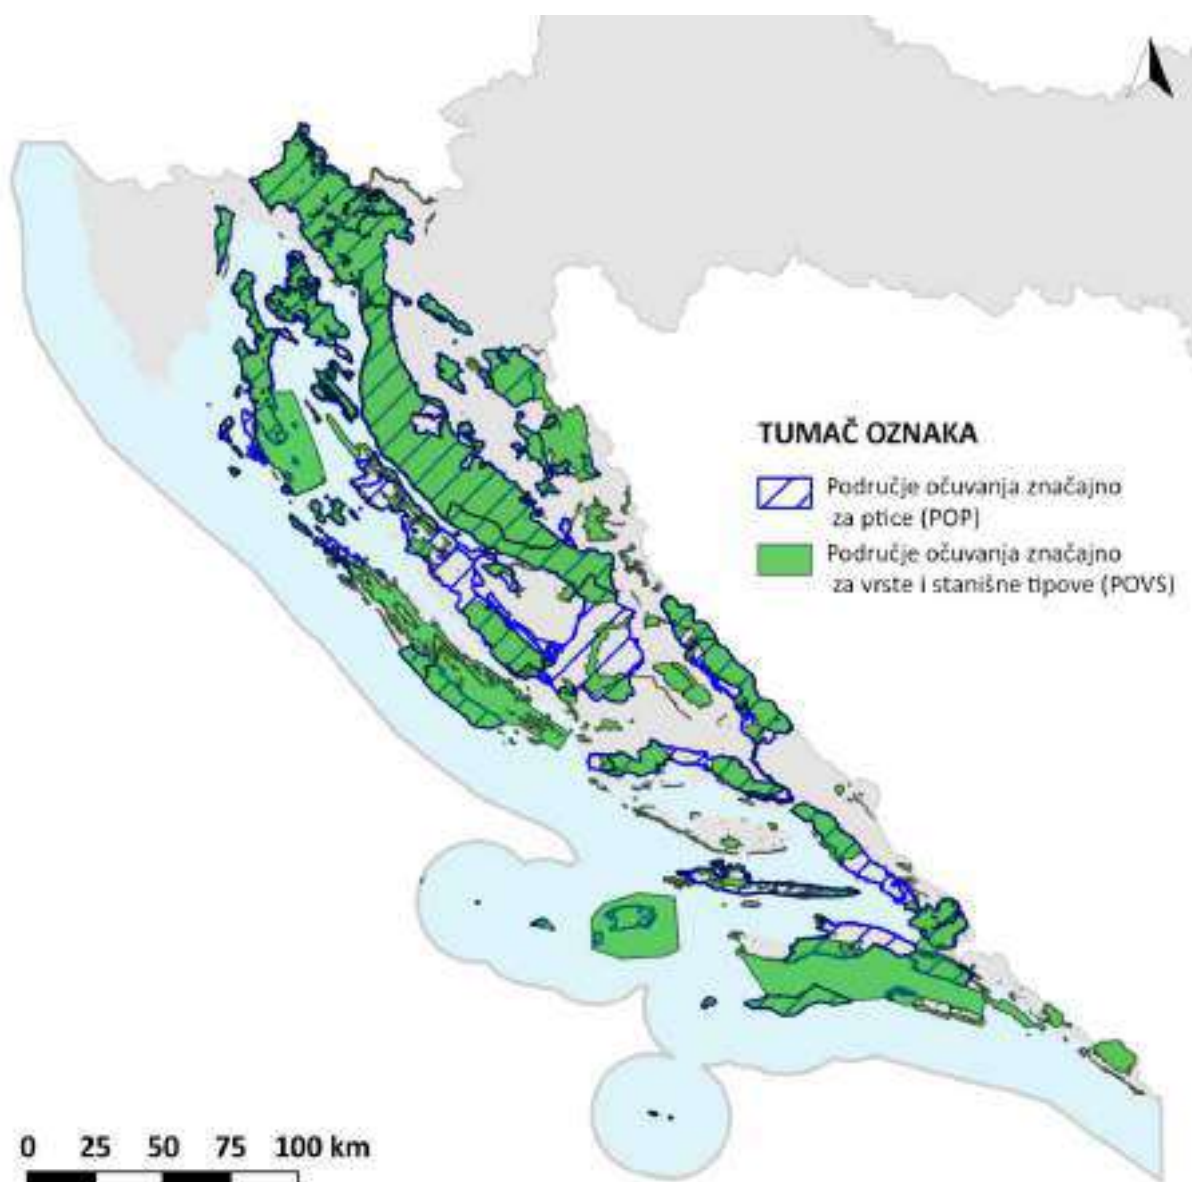 TUMAČ OZNAKA
Područje očuvanja značajno
za ptice (POP)
Područje očuvanja značajno
za vrste i stanišne tipove (POVS)
0 25 50 75 100 km